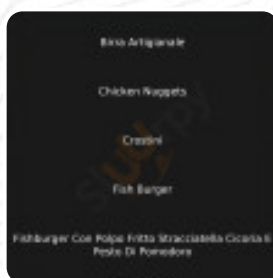 Birra Artigianale
Chicken Nuggets
Crostini
Fish Burger
Fishburger Con Polpo Fritto Stracciatella Cicoria E
Pesto Di Pomodoro